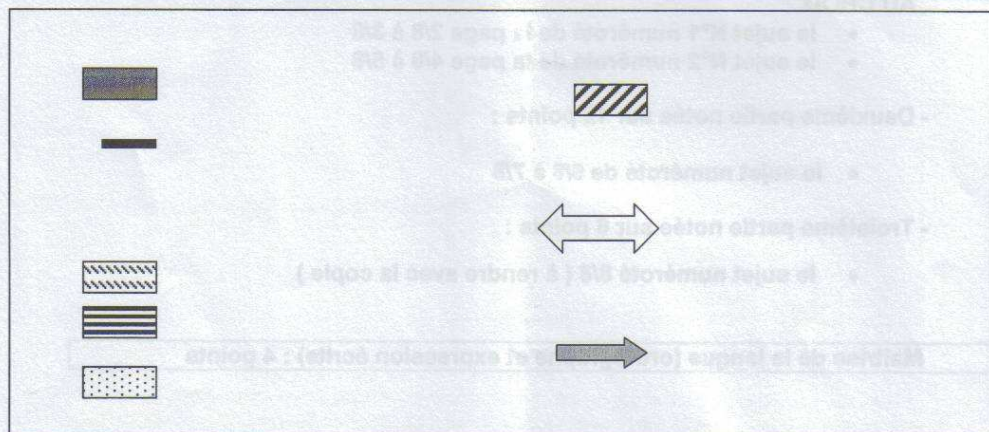 • le sujet N°1 numéroté de la page 2/8 à 3/8
• le sujet N°2 numéroté de la page 4/8 à 5/8
- Deuxième partie notée sur points :
• le sujet numéroté de 6/8 à 7/8
- Troisième partie notée sur 6 points :
• le sujet numéroté 8/8 ( à rendre avec la copie )
Maîtrise de la langue (orthographe et expression écrite) : 4 points